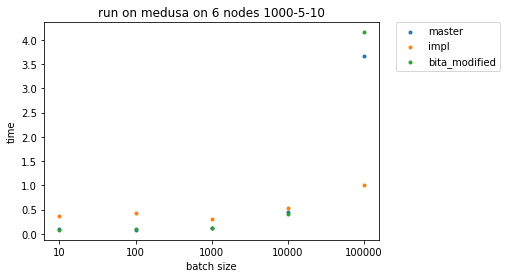 run on medusa on 6 nodes 1000-5-10
master
impl
bita_modified
time
4.0
3.5
3.0
2.5
2.0
1.5
1.0
0.5
0.0
10 100 1000 10000 100000
batch size